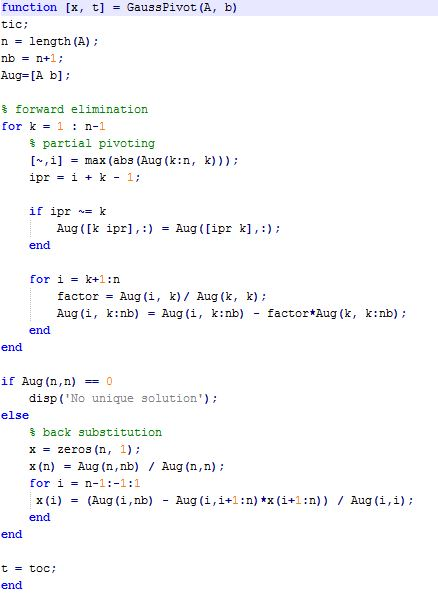 function [x, t] = GaussPivot(A, b)
tic;
n = length(A);
nb = n+1;
Aug=[A b];
% forward elimination
for k = 1 : n-1
% partial pivoting
[~,i] = max(abs(Aug(k:n, k)));
ipr = i + k - 1;
if ipr ~= k
Aug([k ipr],:) = Aug([ipr k],:);
end
for i = k+1:n
factor = Aug(i, k)/ Aug(k, k);
Aug(i, k:nb) = Aug(i, k:nb) - factor*Aug(k, k:nb);
end
end
if Aug(n,n) == 0
disp('No unique solution');
else
% back substitution
x = zeros(n, 1);
x(n) = Aug(n,nb) / Aug(n,n);
for i = n-1:-1:1
x(i) = (Aug(i,nb) - Aug(i,i+1:n)*x(i+1:n)) / Aug(i,i);
end
end
t = toc;
end